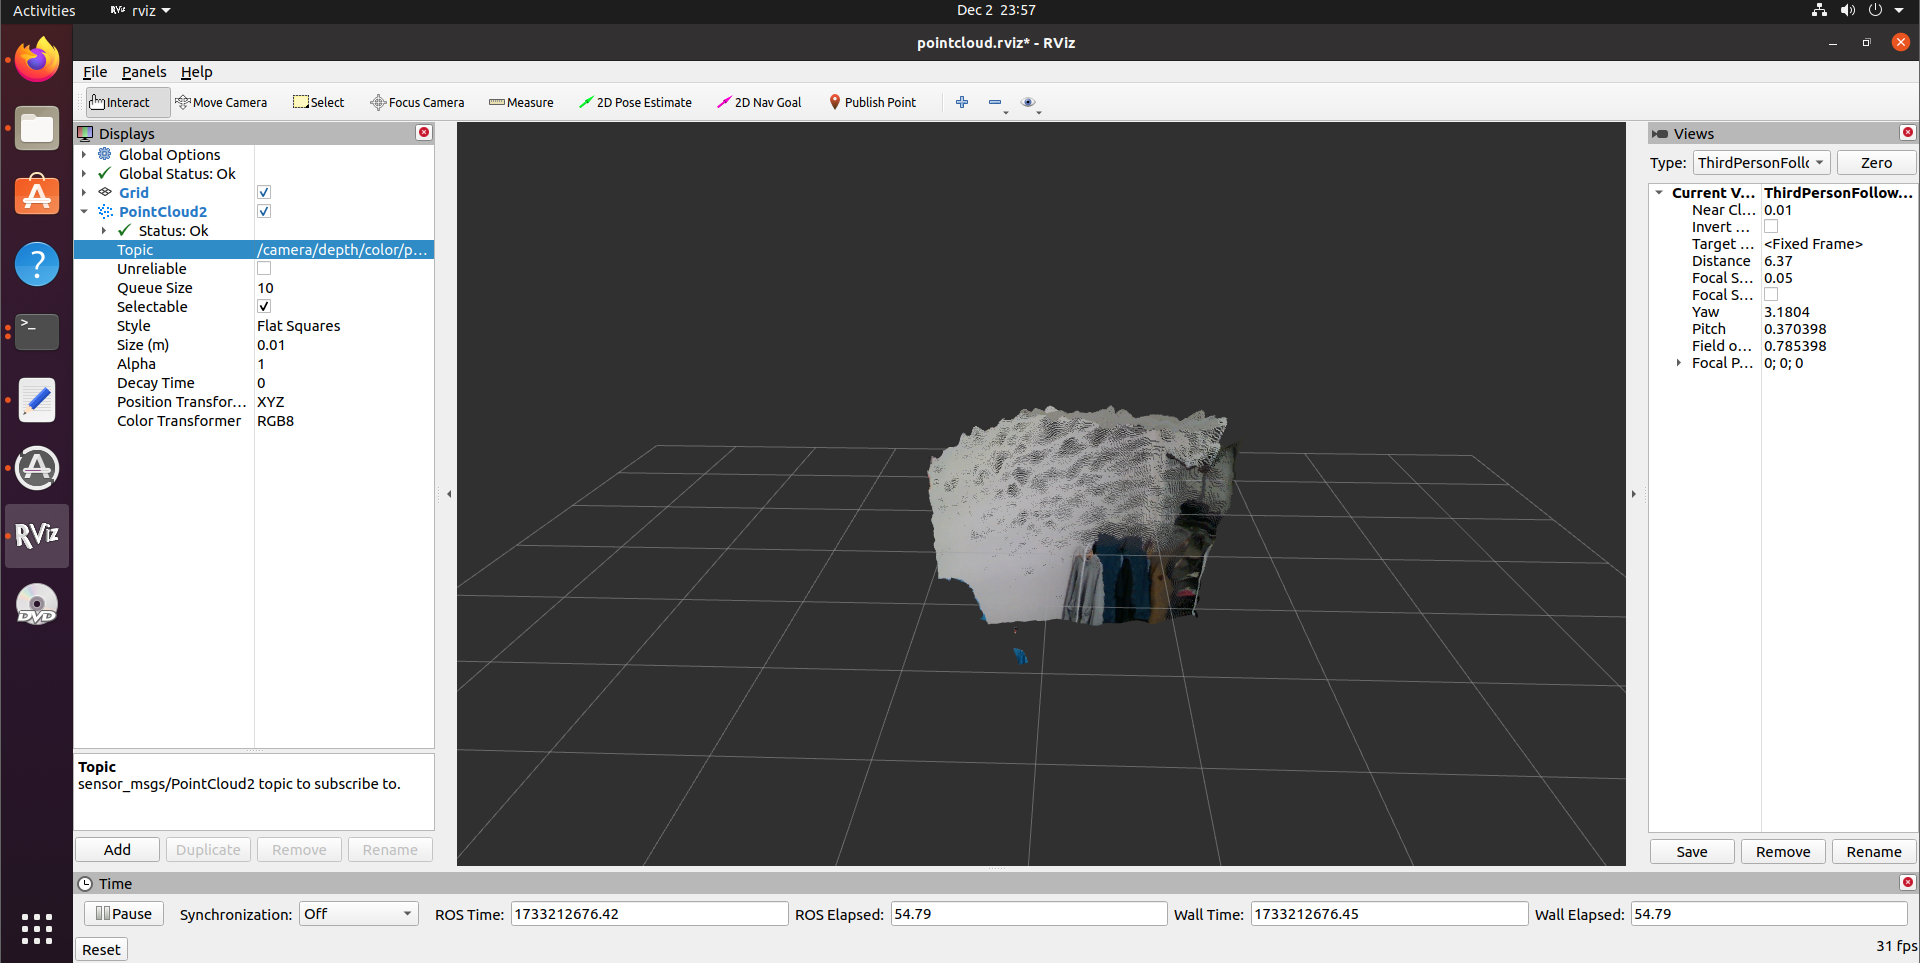 Activities
RViz rviz
Dec 2 23:57
pointcloud.rviz* - RViz
File Panels Help
Interact Move Camera Select Focus Camera Measure 2D Pose Estimate 2D Nav Goal Publish Point
Displays
Global Options
Global Status: Ok
Grid
PointCloud2
Status: Ok
Topic /camera/depth/color/p...
Unreliable
Queue Size 10
Selectable
Style Flat Squares
Size (m) 0.01
Alpha 1
Decay Time 0
Position Transfor... XYZ
Color Transformer RGB8
Topic
sensor_msgs/PointCloud2 topic to subscribe to.
Add Duplicate Remove Rename
Views
Type: ThirdPersonFoll Zero
Current V... ThirdPersonFollow...
Near Cl... 0.01
Invert ...
Target ... <Fixed Frame>
Distance 6.37
Focal S... 0.05
Focal S...
Yaw 3.1804
Pitch 0.370398
Field o... 0.785398
Focal P... 0; 0; 0
Save Remove Rename
Time
Pause Synchronization: Off ROS Time: 1733212676.42 ROS Elapsed: 54.79 Wall Time: 1733212676.45 Wall Elapsed: 54.79
Reset 31 fps
>_
?
A
RViz
DVD